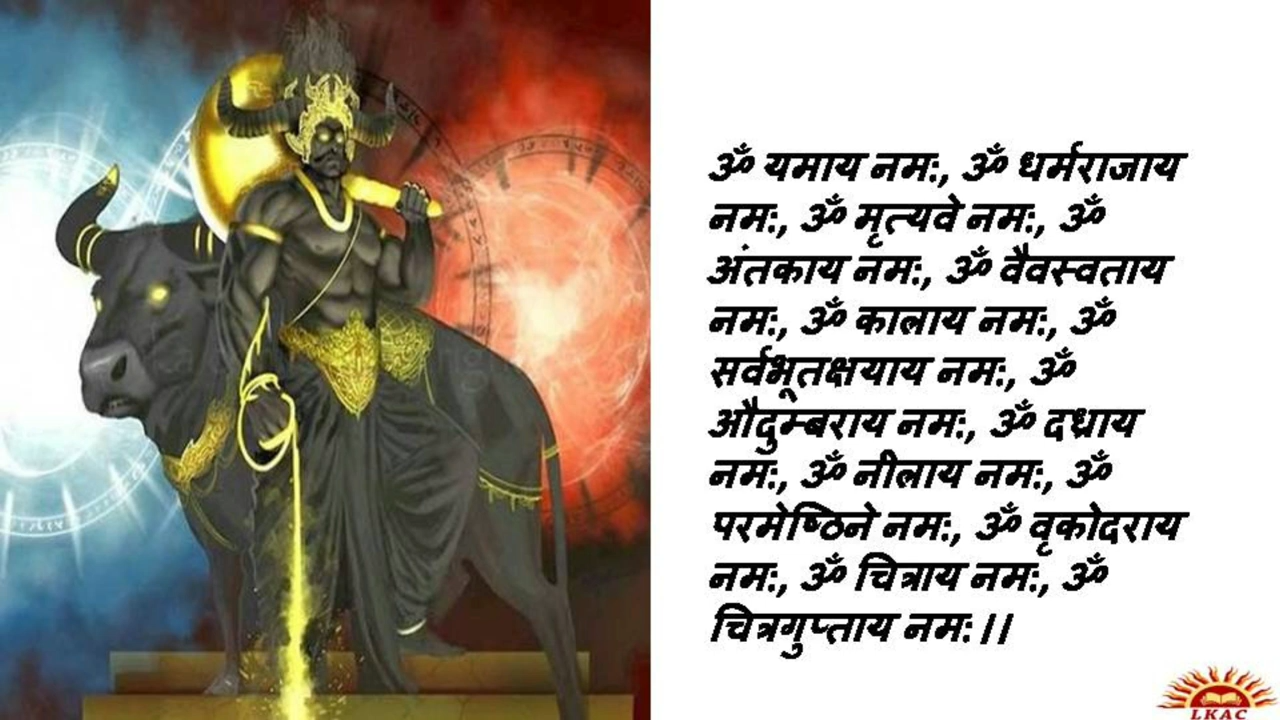 ॐ यमाय नम:, ॐ धर्मराजाय
नम:, ॐ मृत्यवे नम:, ॐ
अंतकाय नम:, ॐ वैवस्वताय
नम:, ॐ कालाय नम:, ॐ
सर्वभूतक्षयाय नम:, ॐ
औदुम्बराय नम:, ॐ दध्राय
नम:, ॐ नीलाय नम:, ॐ
परमेष्ठिने नम:, ॐ वृकोदराय
नम:, ॐ चित्राय नम:, ॐ
चित्रगुप्ताय नम:।।
LKAC